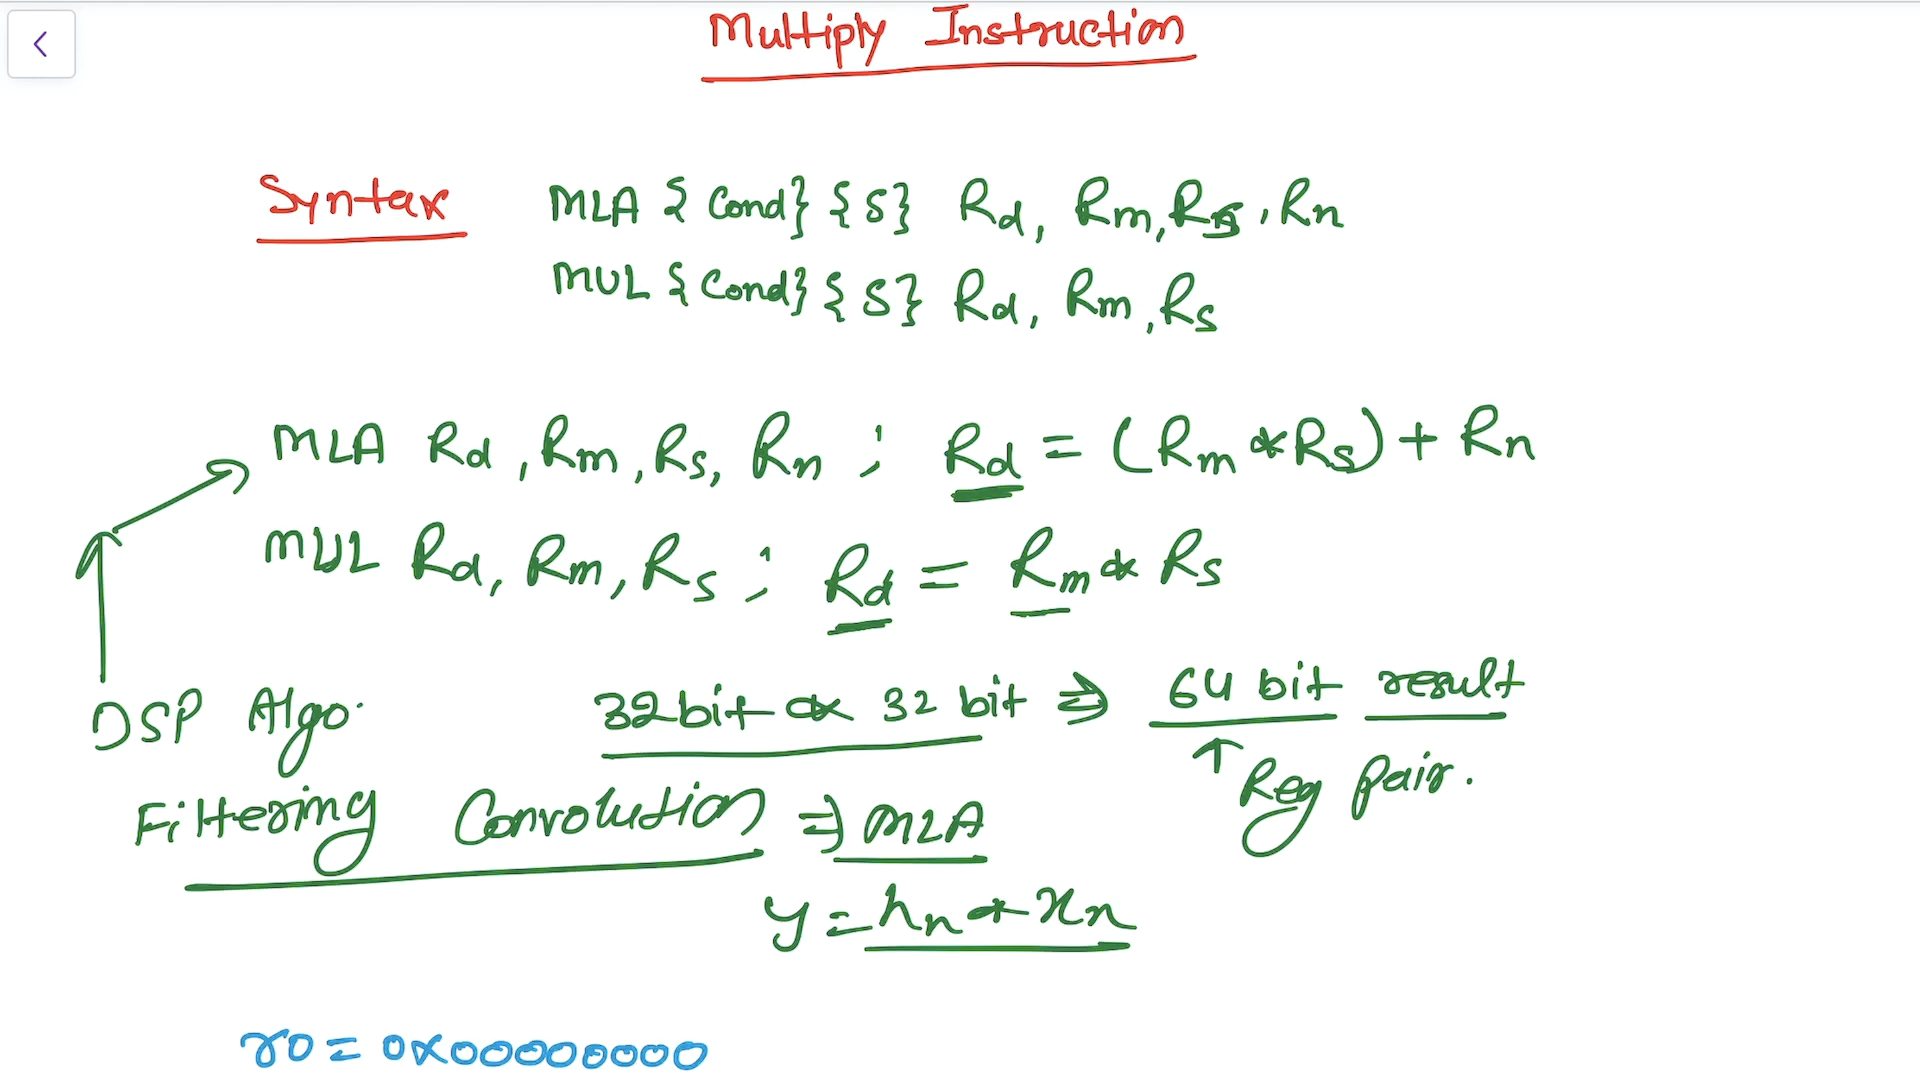 Multiply Instruction
Syntax MLA {Cond} {S} Rd, Rm, Rs, Rn
MUL {Cond} {S} Rd, Rm, Rs
MLA Rd, Rm, Rs, Rn ; Rd = (Rm * Rs) + Rn
MUL Rd, Rm, Rs ; Rd = Rm * Rs
DSP Algo. 32 bit * 32 bit ⇒ 64 bit result
↑ Reg pair.
Filtering Convolution ⇒ MLA
y = hn * xn
r0 = 0x00000000